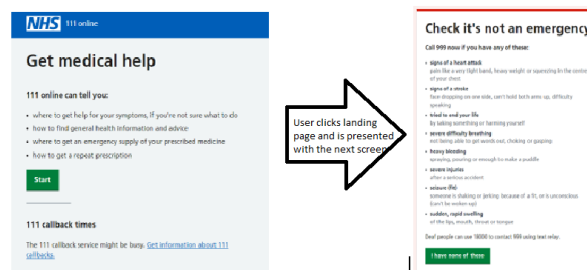 NHS 111 online
Get medical help
111 online can tell you:
• where to get help for your symptoms, if you're not sure what to do
• how to find general health information and advice
• where to get an emergency supply of your prescribed medicine
• how to get a repeat prescription
Start
111 callback times
The 111 callback service might be busy. Get information about 111
callbacks.
User clicks landing
page and is presented
with the next screen
Check it's not an emergency
Call 999 now if you have any of these:
• signs of a heart attack
pain like a very tight band, heavy weight or squeezing in the centre
of your chest
• signs of a stroke
face dropping on one side, can't hold both arms up, difficulty
speaking
• tried to end your life
by taking something or harming yourself
• severe difficulty breathing
not being able to get words out, choking or gasping
• heavy bleeding
spraying, pouring or enough to make a puddle
• severe injuries
after a serious accident
• seizure (fit)
someone is shaking or jerking because of a fit, or is unconscious
(can't be woken up)
• sudden, rapid swelling
of the lips, mouth, throat or tongue
Deaf people can use 18000 to contact 999 using text relay.
I have none of these